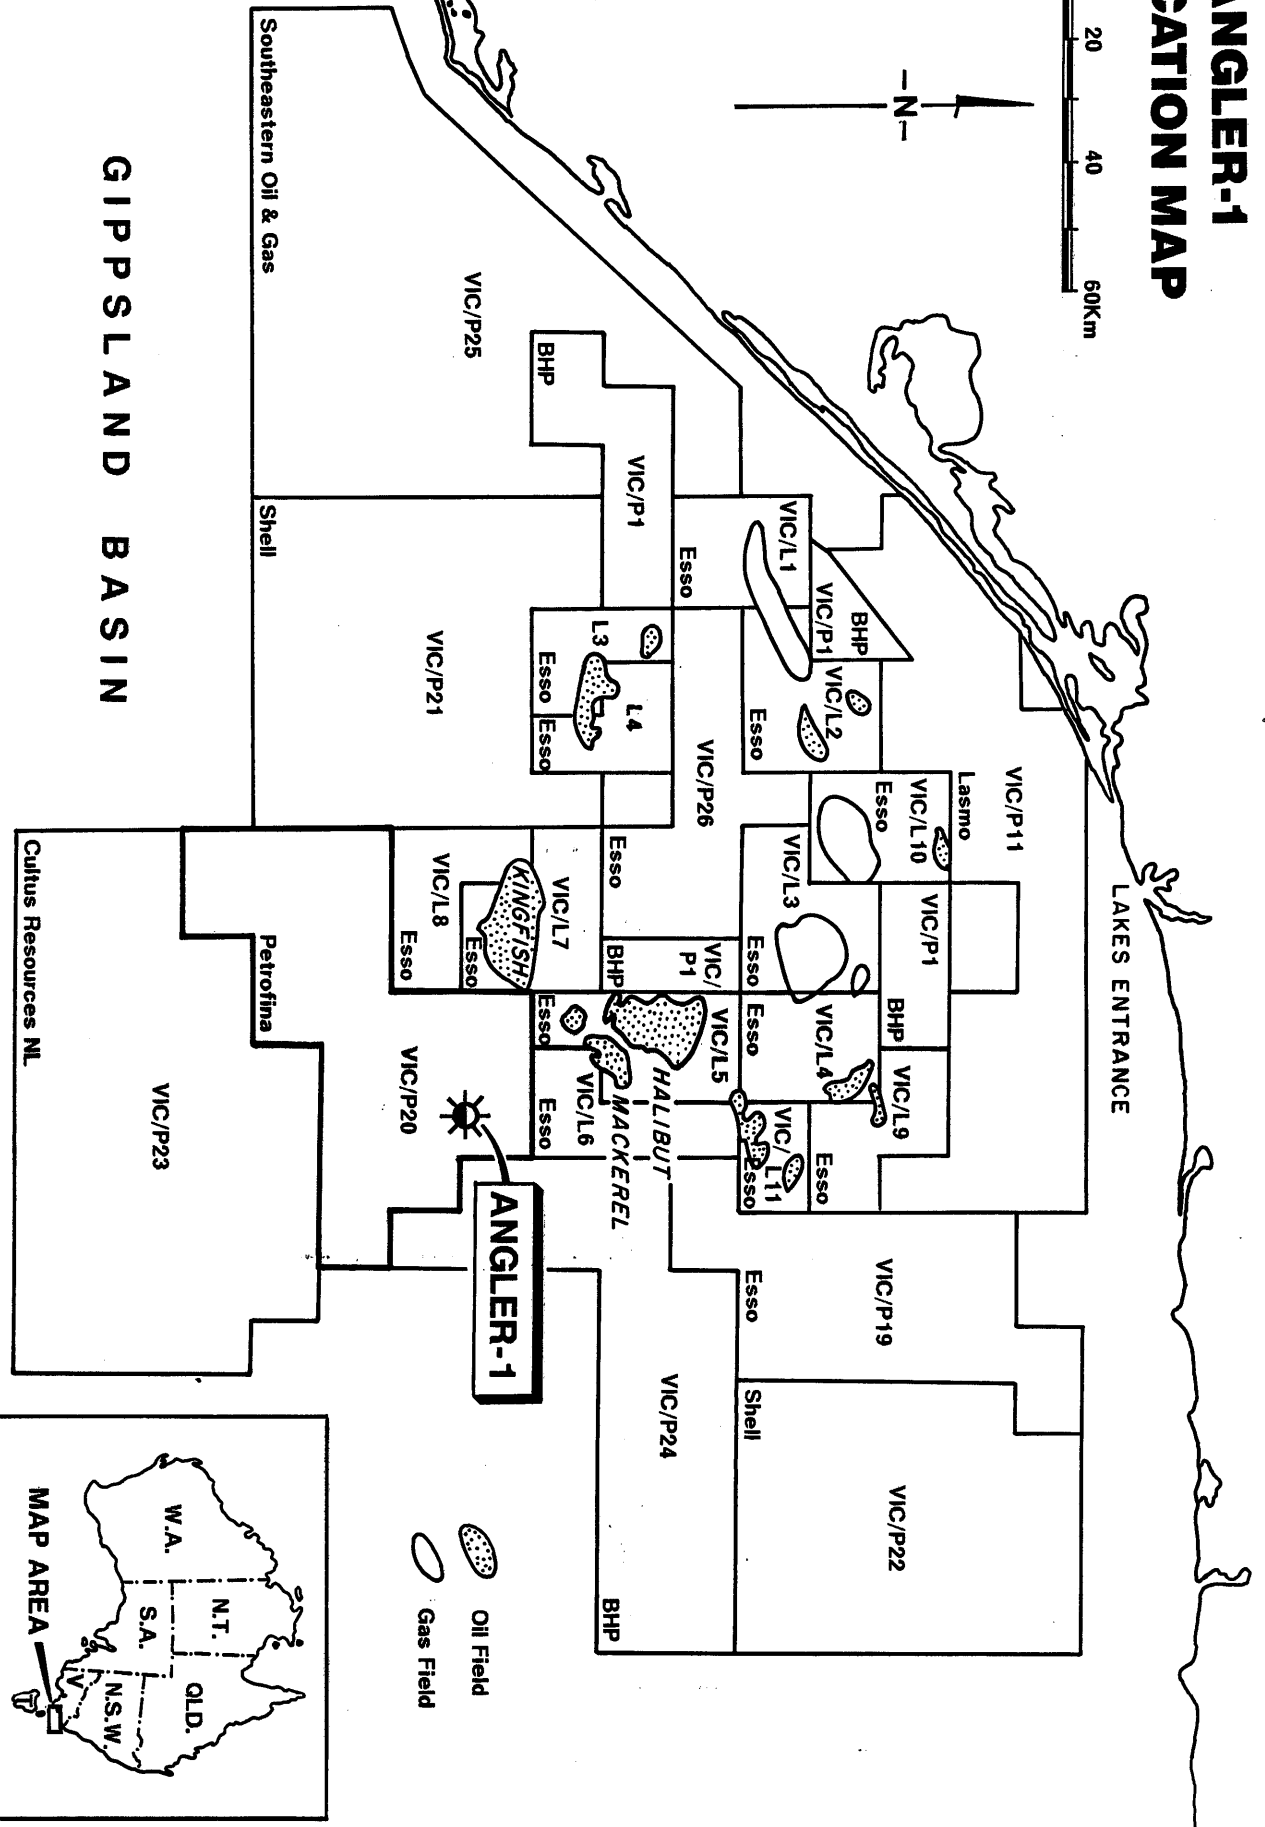 ANGLER-1
CATION MAP
20 40 60Km
-N-
LAKES ENTRANCE
VIC/P11
Lasmo
VIC/P1
VIC/L10
Esso
BHP
VIC/L9
VIC/P19
VIC/P22
BHP
VIC/P1
VIC/L2
VIC/L4
Esso
VIC/L1
VIC/L3
VIC/
L11
Esso
Esso
Esso
Esso
Esso
Esso
Shell
VIC/P26
VIC/
P1
VIC/L5
Esso
VIC/P1
HALIBUT
VIC/P24
L4
L3
Esso
BHP
MACKEREL
BHP
VIC/L6
BHP
Esso
Esso
VIC/L7
KINGFISH
Esso
Esso
ANGLER-1
VIC/P25
Esso
VIC/L8
Esso
VIC/P21
VIC/P20
Oil Field
Gas Field
Southeastern Oil & Gas
Shell
Petrofina
VIC/P23
GIPPSLAND BASIN
Cultus Resources NL
W.A.
N.T.
QLD.
S.A.
N.S.W.
V
T
MAP AREA